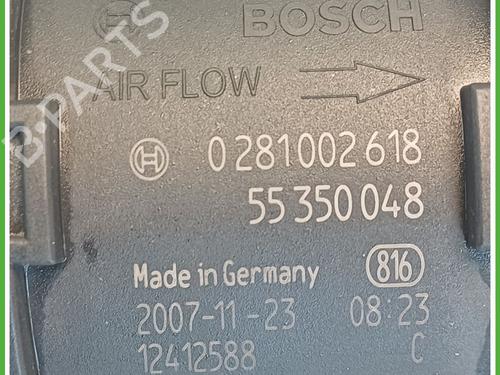 BOSCH
AIR FLOW
0 281 002 618
55 350 048
Made in Germany 816
2007-11-23 08:23
12412588 C
B-PARTS